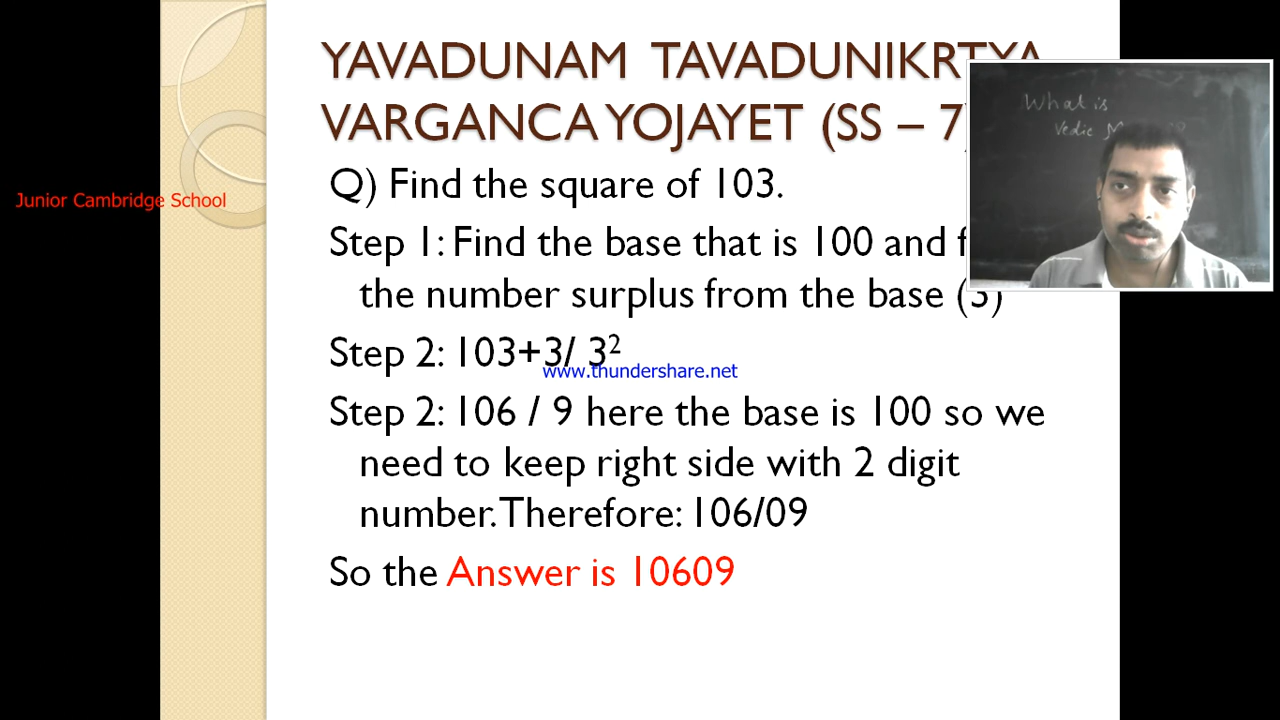 YAVADUNAM TAVADUNIKRTYA
VARGANCA YOJAYET (SS – 7)
Q) Find the square of 103.
Step 1: Find the base that is 100 and f
the number surplus from the base (3)
Step 2: 103+3/ 3²
Step 2: 106 / 9 here the base is 100 so we
need to keep right side with 2 digit
number. Therefore: 106/09
So the Answer is 10609
Junior Cambridge School
www.thundershare.net
What is
Vedic